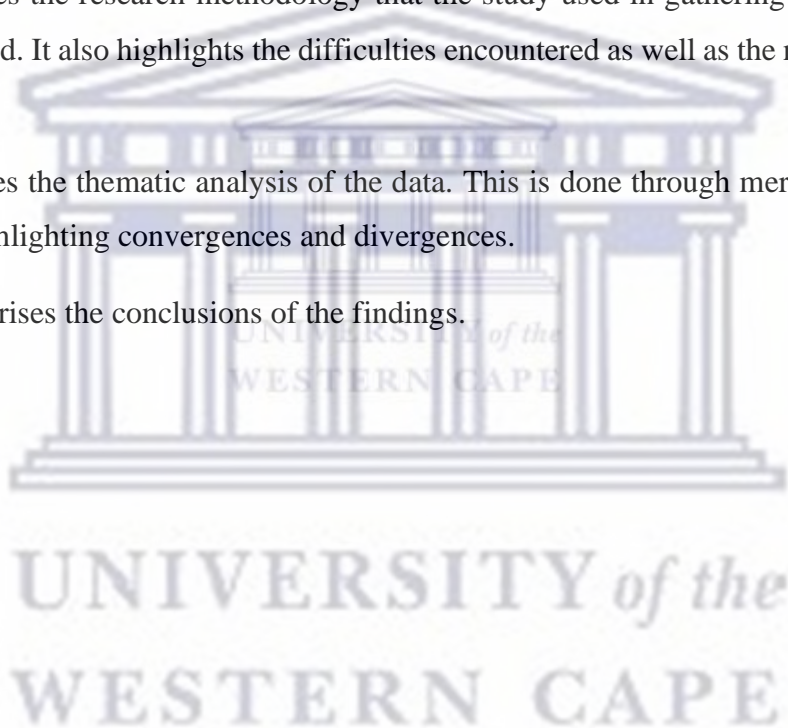 es the research methodology that the study used in gathering
d. It also highlights the difficulties encountered as well as the
es the thematic analysis of the data. This is done through mer
hlighting convergences and divergences.
rises the conclusions of the findings.
UNIVERSITY of the
WESTERN CAPE
UNIVERSITY of the
WESTERN CAPE